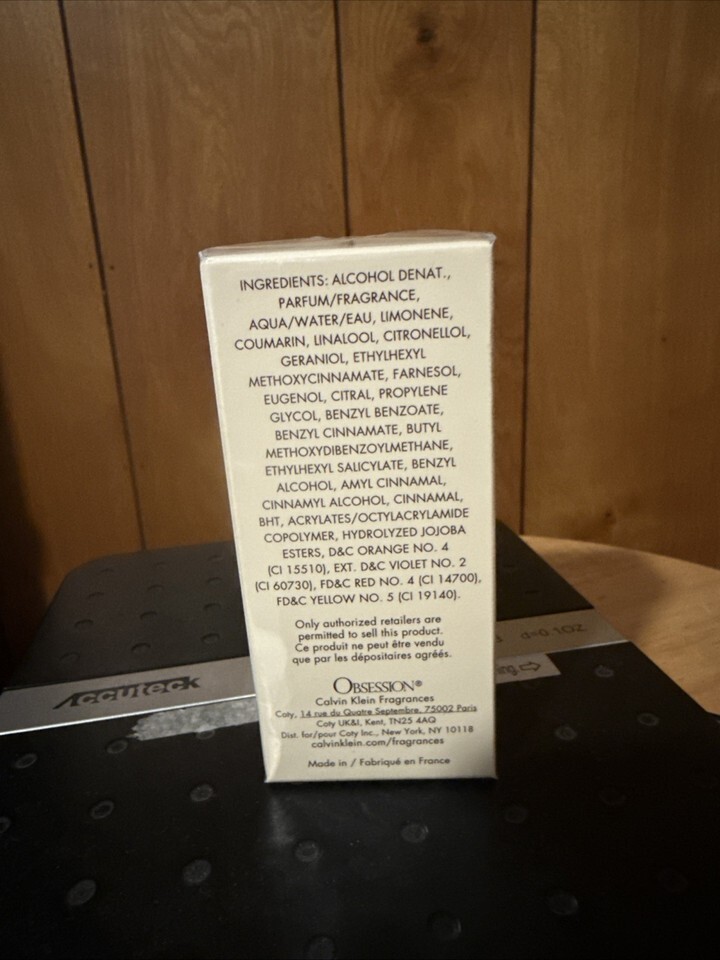 INGREDIENTS: ALCOHOL DENAT.,
PARFUM/FRAGRANCE,
AQUA/WATER/EAU, LIMONENE,
COUMARIN, LINALOOL, CITRONELLOL,
GERANIOL, ETHYLHEXYL
METHOXYCINNAMATE, FARNESOL,
EUGENOL, CITRAL, PROPYLENE
GLYCOL, BENZYL BENZOATE,
BENZYL CINNAMATE, BUTYL
METHOXYDIBENZOYLMETHANE,
ETHYLHEXYL SALICYLATE, BENZYL
ALCOHOL, AMYL CINNAMAL,
CINNAMYL ALCOHOL, CINNAMAL,
BHT, ACRYLATES/OCTYLACRYLAMIDE
COPOLYMER, HYDROLYZED JOJOBA
ESTERS, D&C ORANGE NO. 4
(CI 15510), EXT. D&C VIOLET NO. 2
(CI 60730), FD&C RED NO. 4 (CI 14700),
FD&C YELLOW NO. 5 (CI 19140).
Only authorized retailers are
permitted to sell this product.
Ce produit ne peut être vendu
que par les dépositaires agréés.
OBSESSION®
Calvin Klein Fragrances
Coty, 14 rue du Quatre Septembre, 75002 Paris
Coty UK&I, Kent, TN25 4AQ
Dist. for/pour Coty Inc., New York, NY 10118
calvinklein.com/fragrances
Made in / Fabriqué en France
Accuteck
d=0.1oz